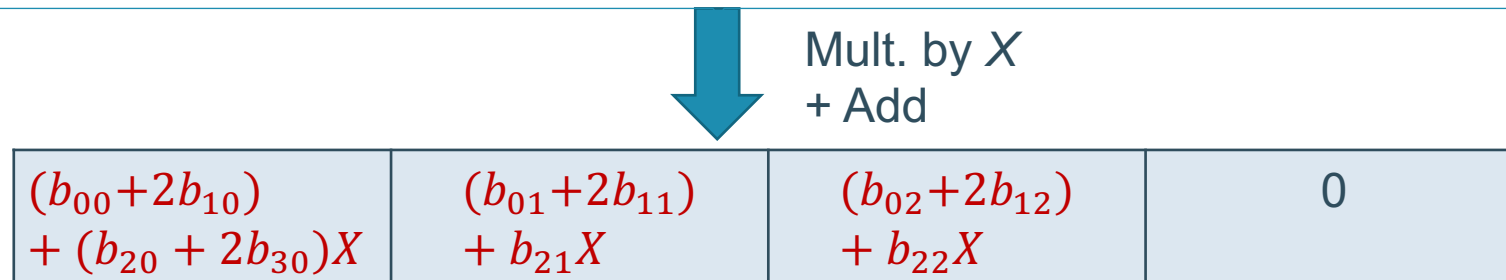 Mult. by X
+ Add
(b₀₀+2b₁₀) (b₀₁+2b₁₁) (b₀₂+2b₁₂) 0
+ (b₂₀ + 2b₃₀)X + b₂₁X + b₂₂X